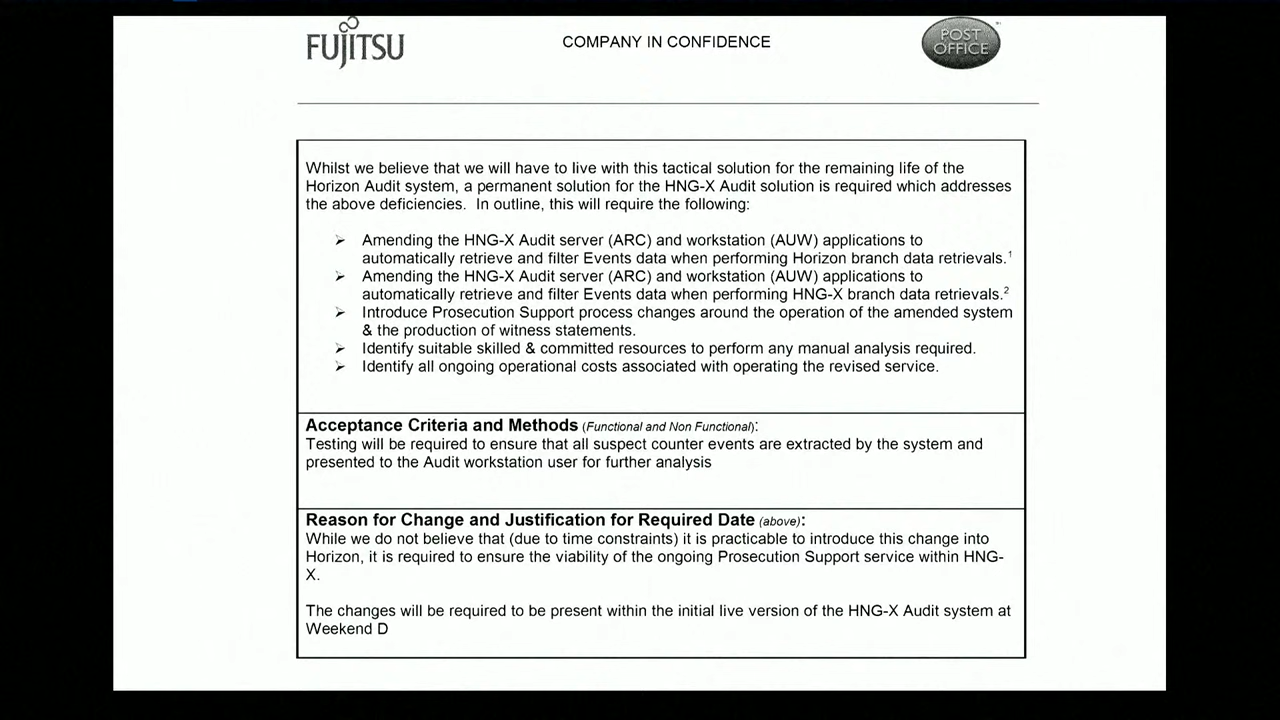 FUJITSU
COMPANY IN CONFIDENCE
POST
OFFICE
Whilst we believe that we will have to live with this tactical solution for the remaining life of the
Horizon Audit system, a permanent solution for the HNG-X Audit solution is required which addresses
the above deficiencies. In outline, this will require the following:
➢ Amending the HNG-X Audit server (ARC) and workstation (AUW) applications to
automatically retrieve and filter Events data when performing Horizon branch data retrievals.¹
➢ Amending the HNG-X Audit server (ARC) and workstation (AUW) applications to
automatically retrieve and filter Events data when performing HNG-X branch data retrievals.²
➢ Introduce Prosecution Support process changes around the operation of the amended system
& the production of witness statements.
➢ Identify suitable skilled & committed resources to perform any manual analysis required.
➢ Identify all ongoing operational costs associated with operating the revised service.
Acceptance Criteria and Methods (Functional and Non Functional):
Testing will be required to ensure that all suspect counter events are extracted by the system and
presented to the Audit workstation user for further analysis
Reason for Change and Justification for Required Date (above):
While we do not believe that (due to time constraints) it is practicable to introduce this change into
Horizon, it is required to ensure the viability of the ongoing Prosecution Support service within HNG-
X.
The changes will be required to be present within the initial live version of the HNG-X Audit system at
Weekend D